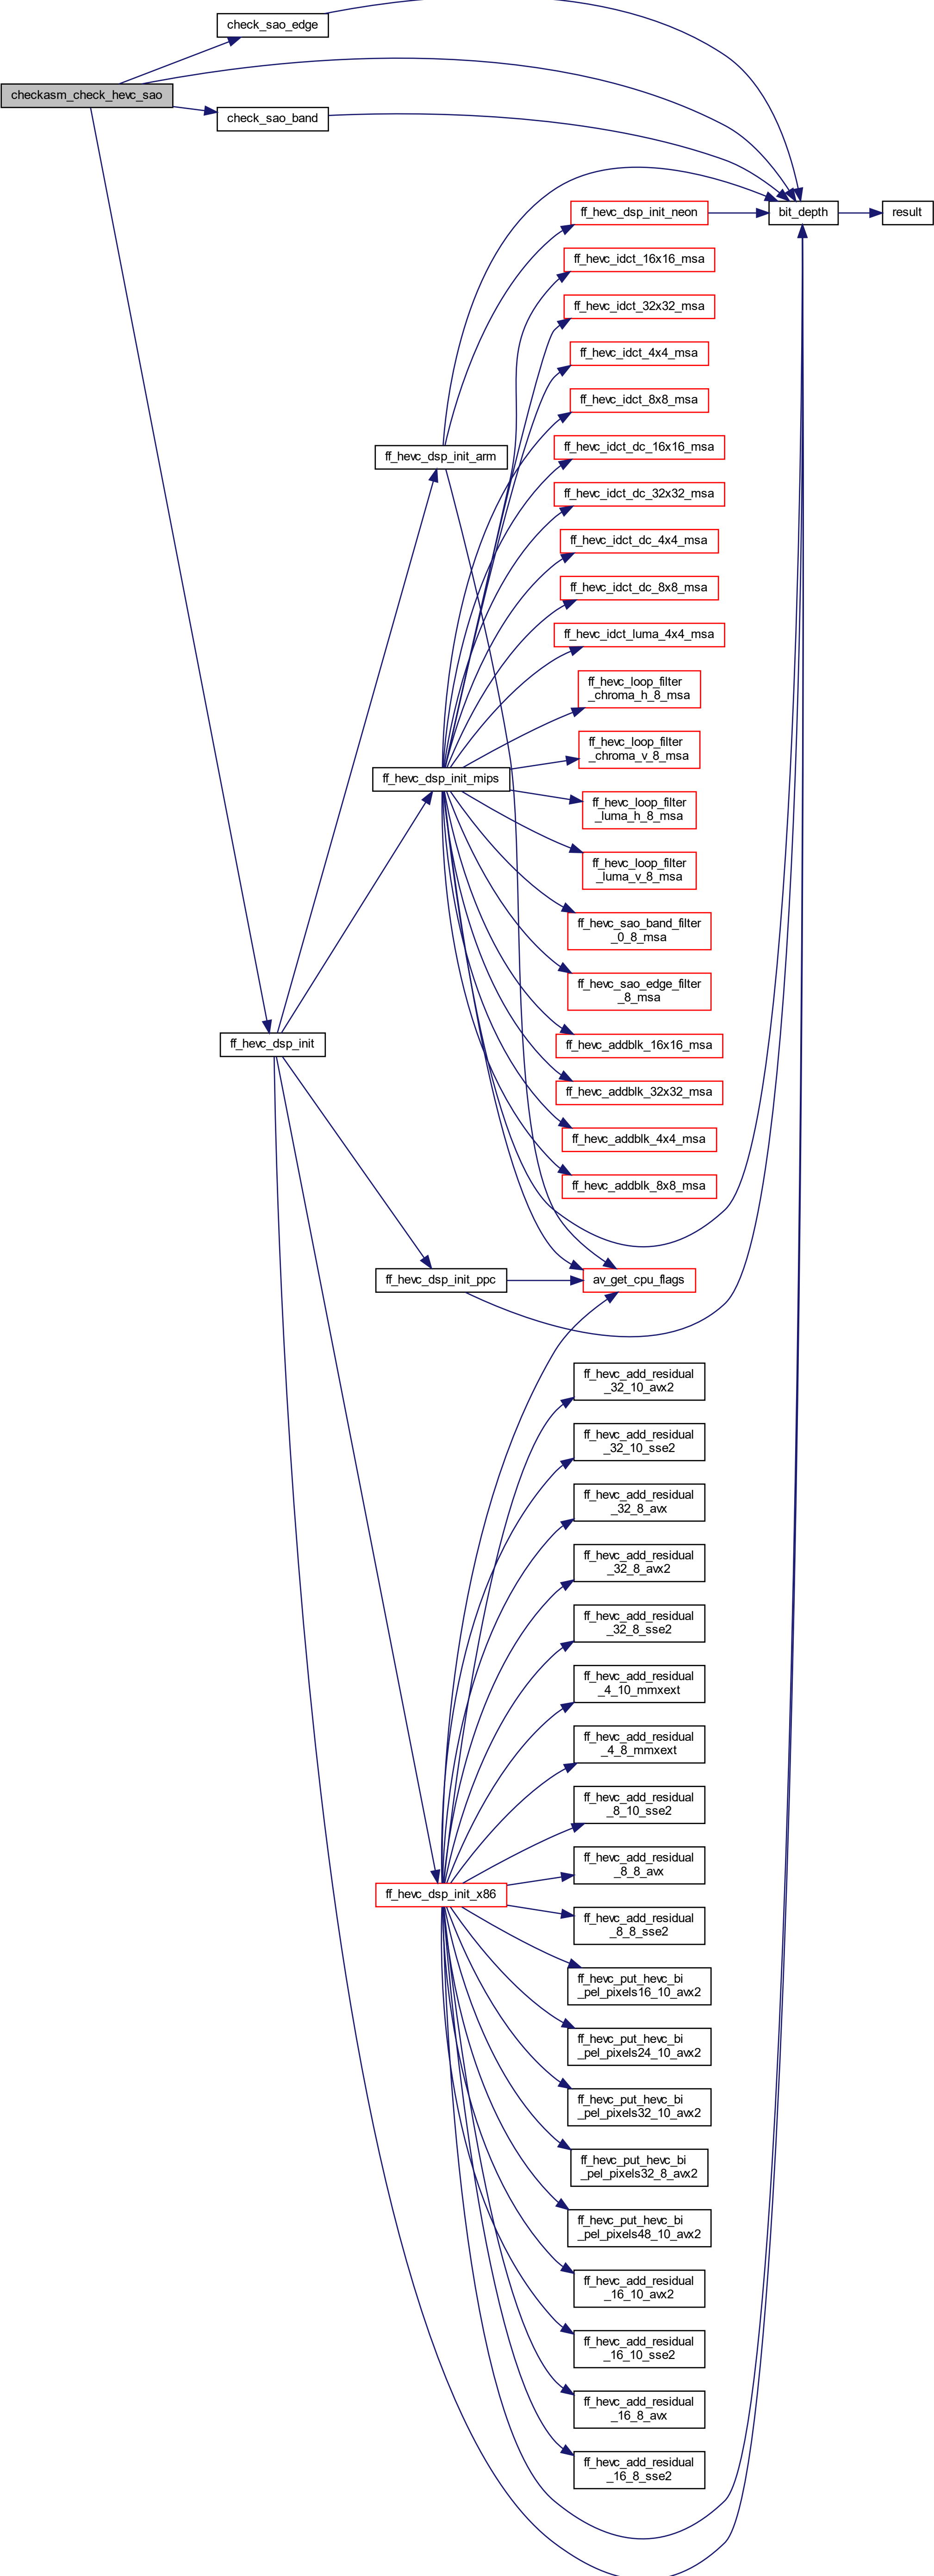 check_sao_edge
checkasm_check_hevc_sao
check_sao_band
ff_hevc_dsp_init_neon
bit_depth
result
ff_hevc_idct_16x16_msa
ff_hevc_idct_32x32_msa
ff_hevc_idct_4x4_msa
ff_hevc_idct_8x8_msa
ff_hevc_dsp_init_arm
ff_hevc_idct_dc_16x16_msa
ff_hevc_idct_dc_32x32_msa
ff_hevc_idct_dc_4x4_msa
ff_hevc_idct_dc_8x8_msa
ff_hevc_idct_luma_4x4_msa
ff_hevc_loop_filter
_chroma_h_8_msa
ff_hevc_loop_filter
_chroma_v_8_msa
ff_hevc_dsp_init_mips
ff_hevc_loop_filter
_luma_h_8_msa
ff_hevc_loop_filter
_luma_v_8_msa
ff_hevc_sao_band_filter
_0_8_msa
ff_hevc_sao_edge_filter
_8_msa
ff_hevc_dsp_init
ff_hevc_addblk_16x16_msa
ff_hevc_addblk_32x32_msa
ff_hevc_addblk_4x4_msa
ff_hevc_addblk_8x8_msa
ff_hevc_dsp_init_ppc
av_get_cpu_flags
ff_hevc_add_residual
_32_10_avx2
ff_hevc_add_residual
_32_10_sse2
ff_hevc_add_residual
_32_8_avx
ff_hevc_add_residual
_32_8_avx2
ff_hevc_add_residual
_32_8_sse2
ff_hevc_add_residual
_4_10_mmxext
ff_hevc_add_residual
_4_8_mmxext
ff_hevc_add_residual
_8_10_sse2
ff_hevc_add_residual
_8_8_avx
ff_hevc_dsp_init_x86
ff_hevc_add_residual
_8_8_sse2
ff_hevc_put_hevc_bi
_pel_pixels16_10_avx2
ff_hevc_put_hevc_bi
_pel_pixels24_10_avx2
ff_hevc_put_hevc_bi
_pel_pixels32_10_avx2
ff_hevc_put_hevc_bi
_pel_pixels32_8_avx2
ff_hevc_put_hevc_bi
_pel_pixels48_10_avx2
ff_hevc_add_residual
_16_10_avx2
ff_hevc_add_residual
_16_10_sse2
ff_hevc_add_residual
_16_8_avx
ff_hevc_add_residual
_16_8_sse2